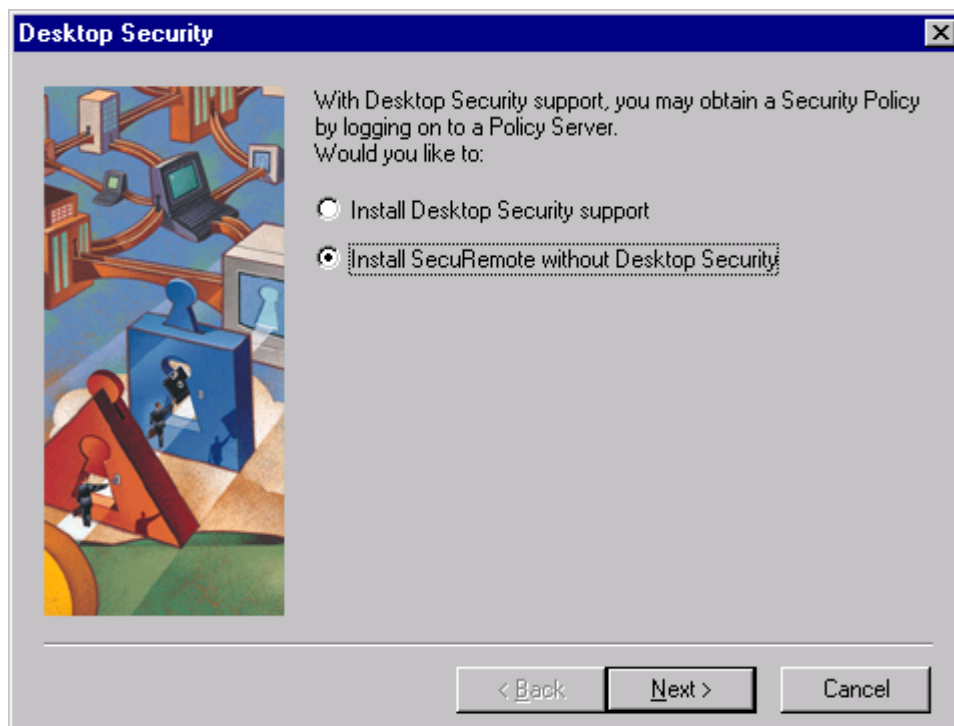 Desktop Security
With Desktop Security support, you may obtain a Security Policy
by logging on to a Policy Server.
Would you like to:
Install Desktop Security support
Install SecuRemote without Desktop Security
< Back
Next >
Cancel